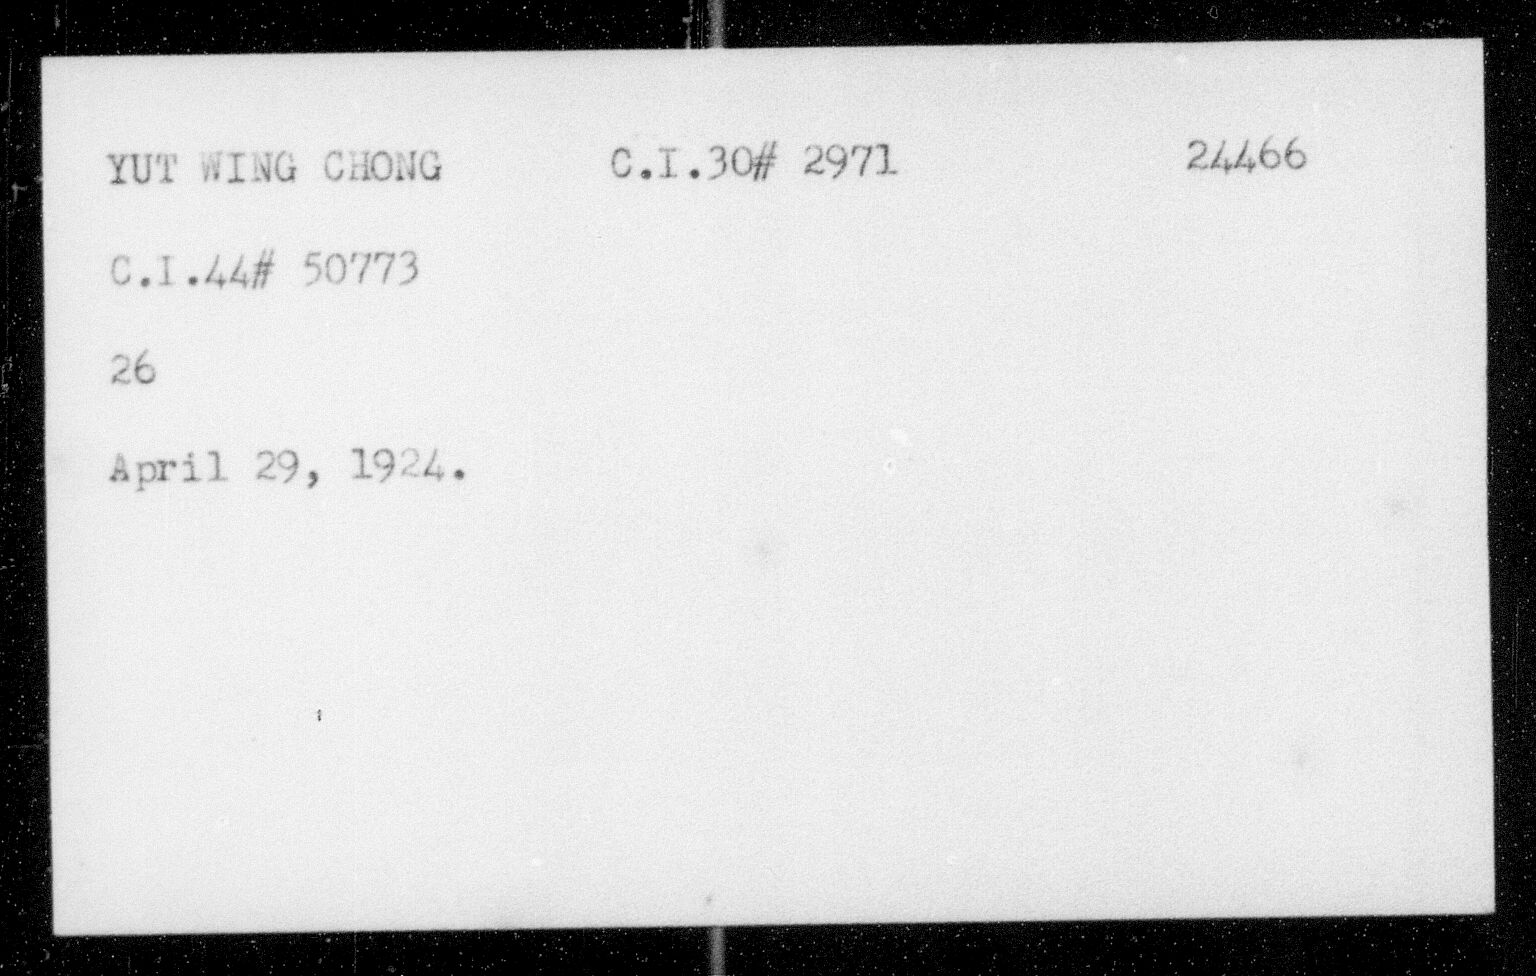 YUT WING CHONG C.I.30# 2971 24466
C.I.44# 50773
26
April 29, 1924.